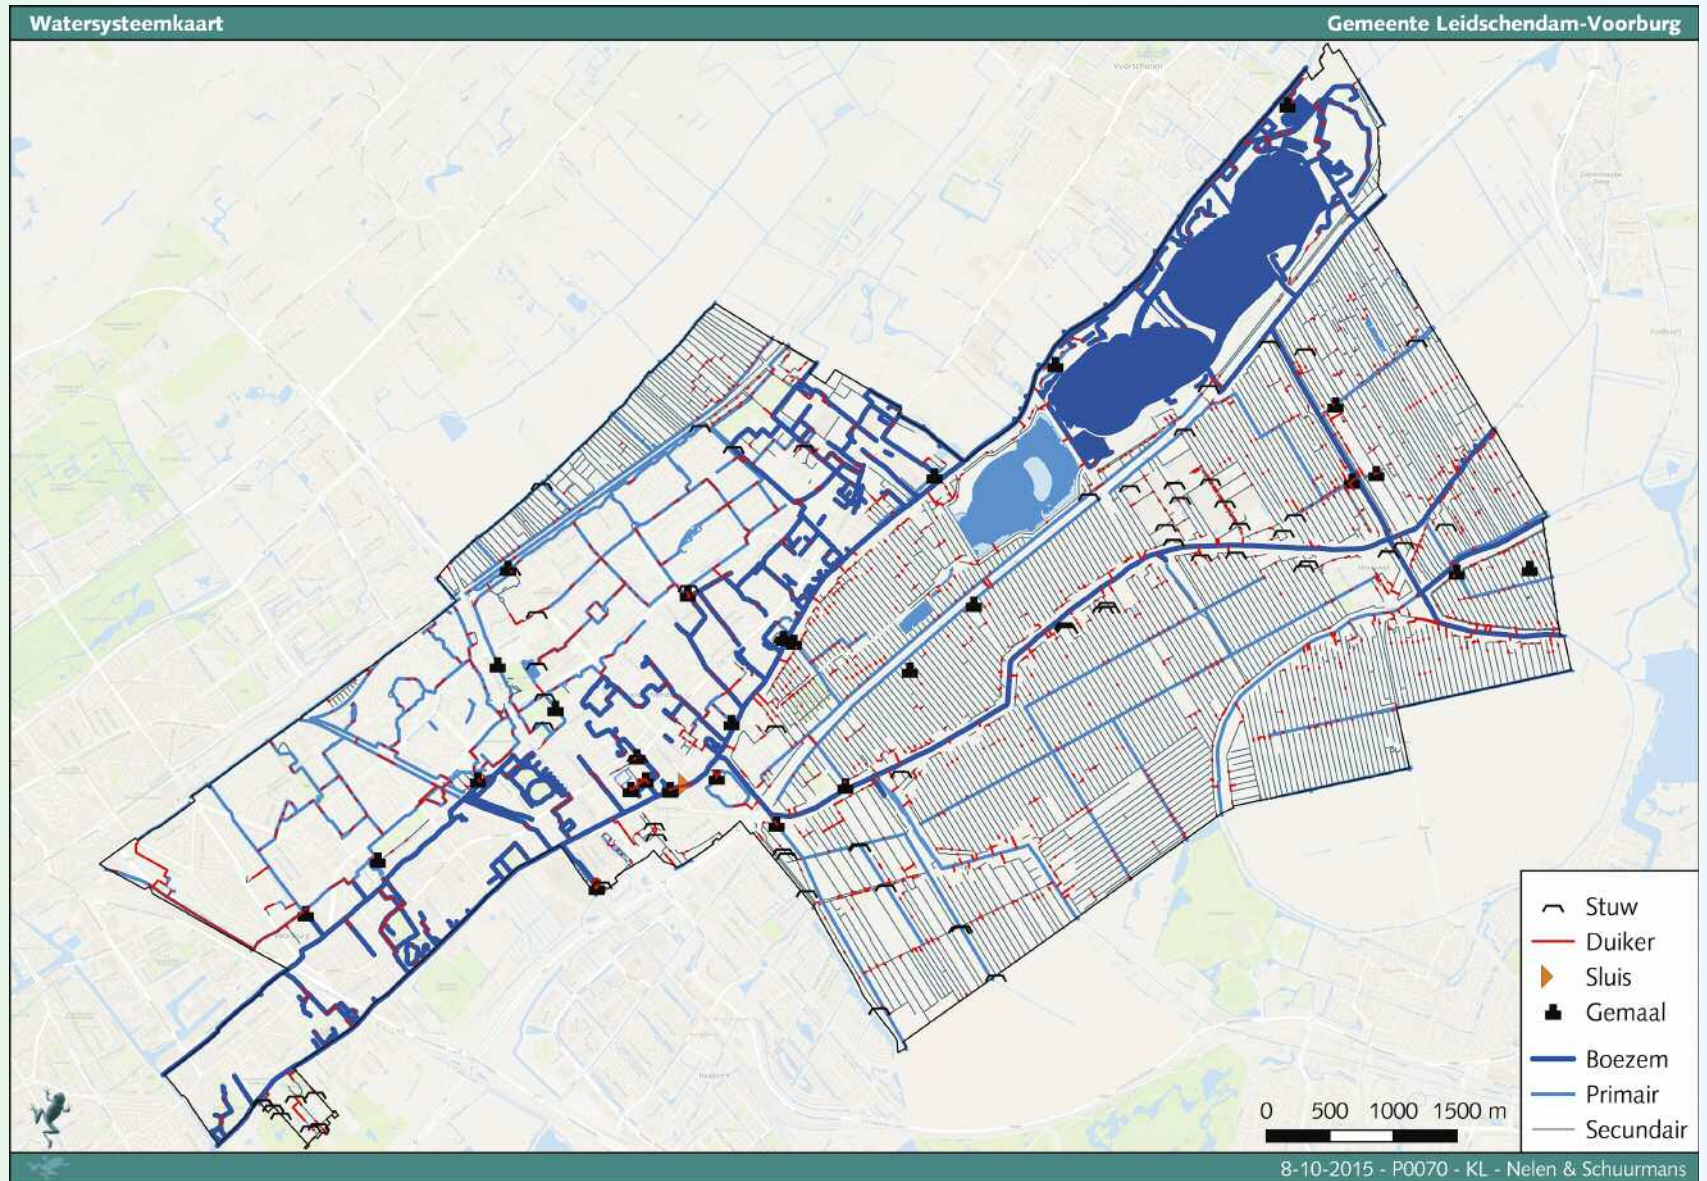 Watersysteemkaart
Gemeente Leidschendam-Voorburg
Voorschoten
Stuw
Duiker
Sluis
Gemaal
Boezem
Primair
Secundair
0 500 1000 1500 m
8-10-2015 - P0070 - KL - Nelen & Schuurmans